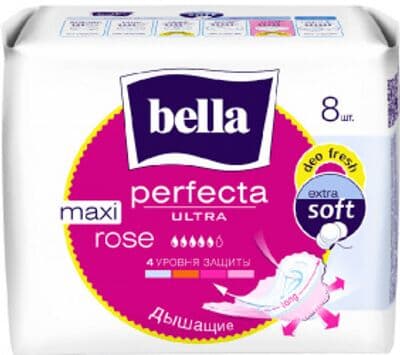 bella
8 шт.
deo fresh
extra
soft
perfecta
ULTRA
maxi
rose
4 УРОВНЯ ЗАЩИТЫ
long
дышащие